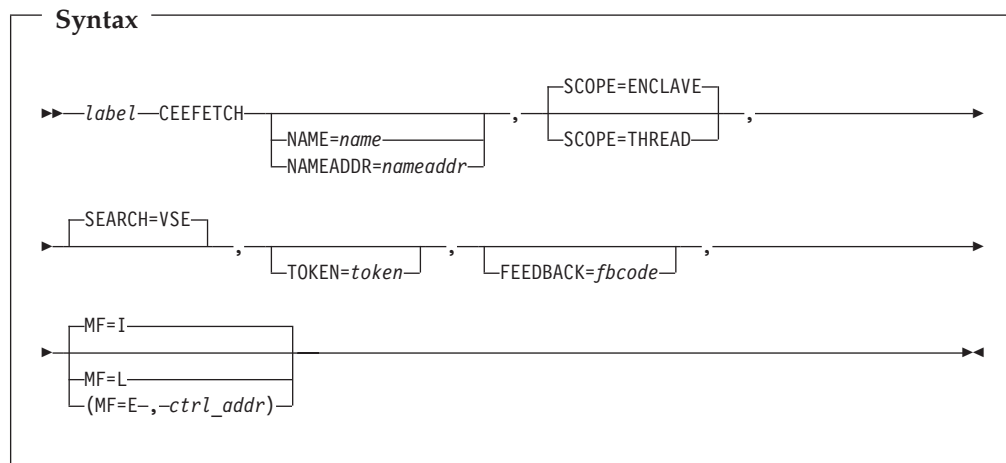 Syntax
label CEEFETCH NAME=name NAMEADDR=nameaddr , SCOPE=ENCLAVE SCOPE=THREAD ,
SEARCH=VSE , TOKEN=token , FEEDBACK=fbcode ,
MF=I
MF=L
(MF=E , ctrl_addr)